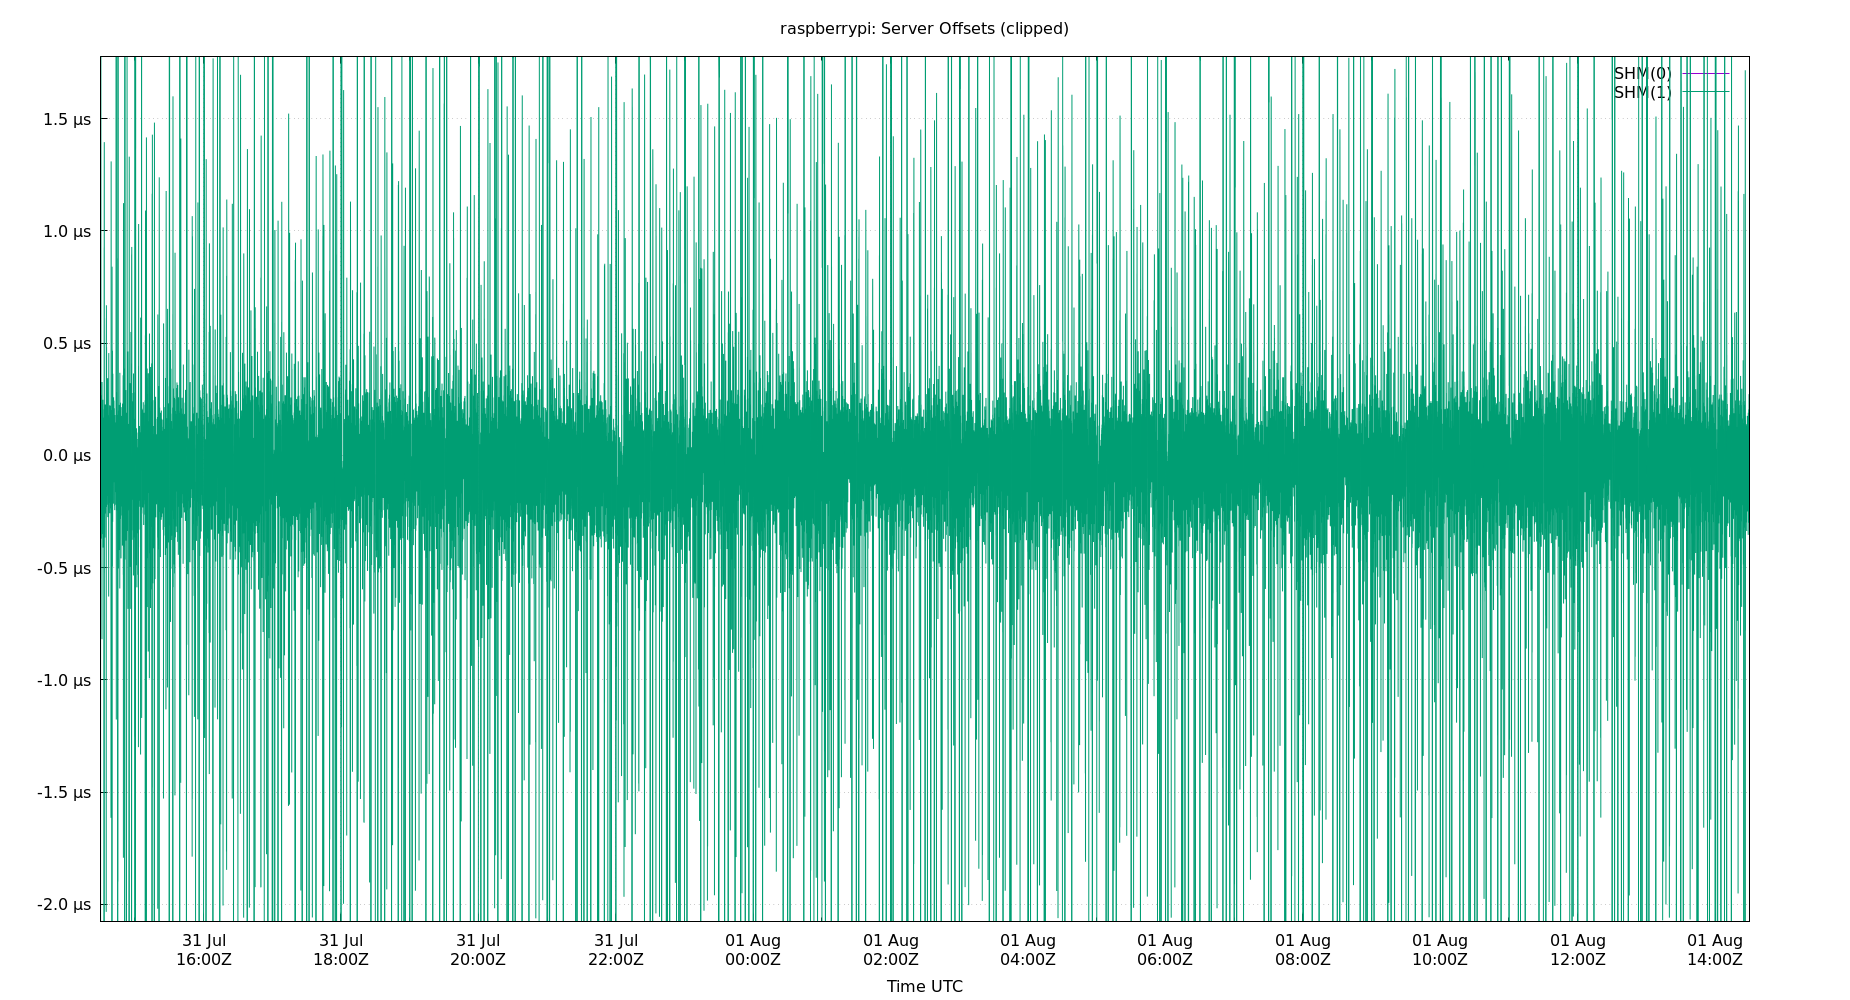 raspberrypi: Server Offsets (clipped)
SHM(0)
SHM(1)
1.5 µs
1.0 µs
0.5 µs
0.0 µs
-0.5 µs
-1.0 µs
-1.5 µs
-2.0 µs
31 Jul 31 Jul 31 Jul 31 Jul 01 Aug 01 Aug 01 Aug 01 Aug 01 Aug 01 Aug 01 Aug 01 Aug
16:00Z 18:00Z 20:00Z 22:00Z 00:00Z 02:00Z 04:00Z 06:00Z 08:00Z 10:00Z 12:00Z 14:00Z
Time UTC